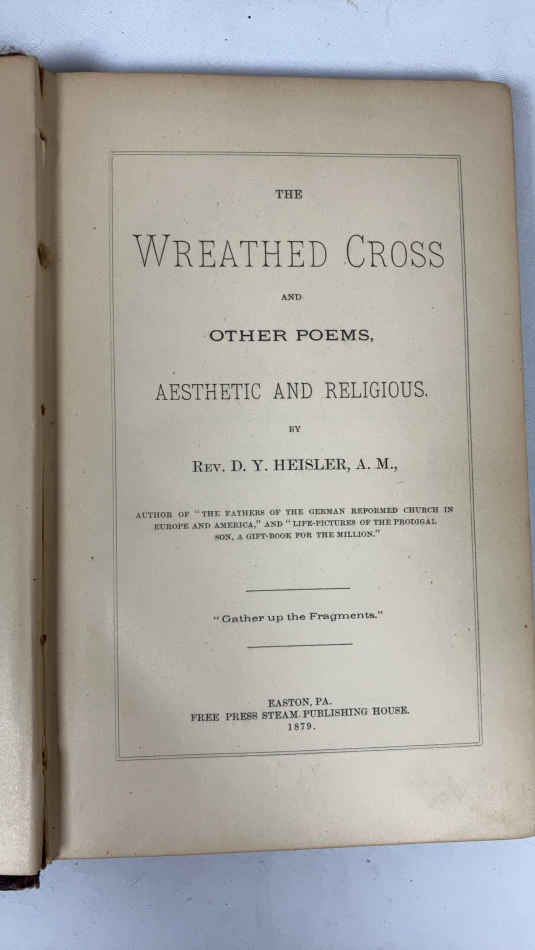 THE
WREATHED CROSS
AND
OTHER POEMS,
AESTHETIC AND RELIGIOUS.
BY
REV. D. Y. HEISLER, A. M.,
AUTHOR OF "THE FATHERS OF THE GERMAN REFORMED CHURCH IN
EUROPE AND AMERICA," AND "LIFE-PICTURES OF THE PRODIGAL
SON, A GIFT-BOOK FOR THE MILLION."
"Gather up the Fragments."
EASTON, PA.
FREE PRESS STEAM PUBLISHING HOUSE.
1879.